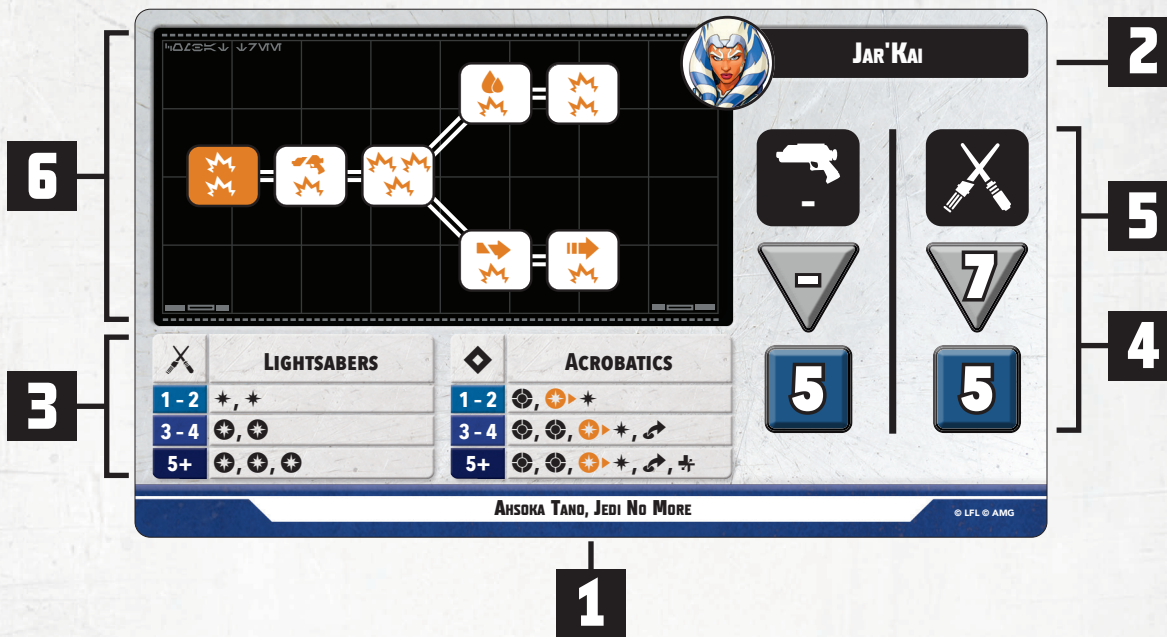 JAR'KAI
2
6
-
5
-
7
4
5
5
3
LIGHTSABERS
1 - 2 ,
3 - 4 ,
5+ , ,
ACROBATICS
1 - 2 ,
3 - 4 , , ,
5+ , , , ,
AHSOKA TANO, JEDI NO MORE
© LFL © AMG
1